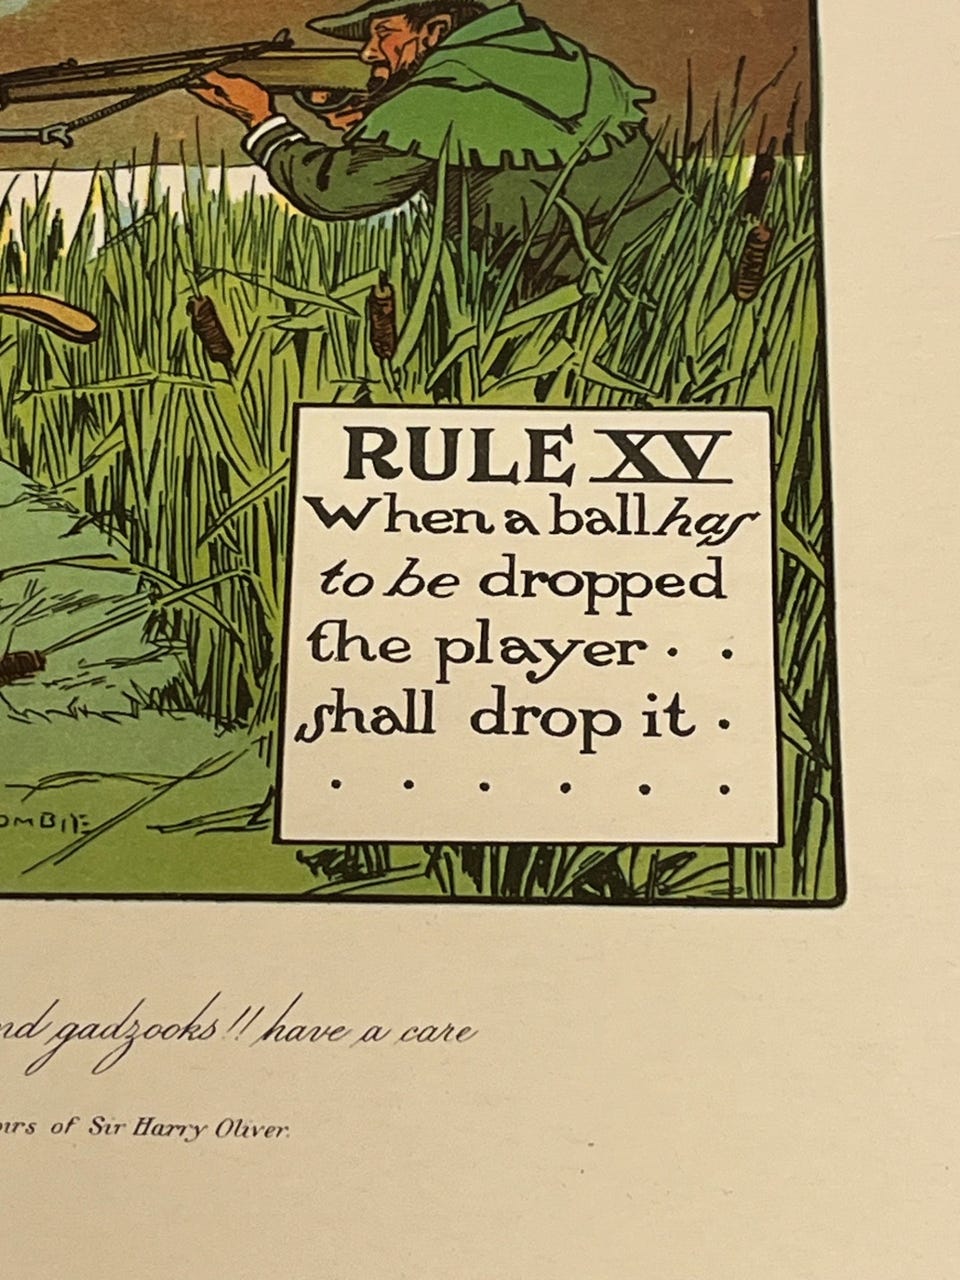 RULE XV
When a ball has
to be dropped
the player . .
shall drop it .
. . . . . .
gadzooks!! have a care
of Sir Harry Oliver.